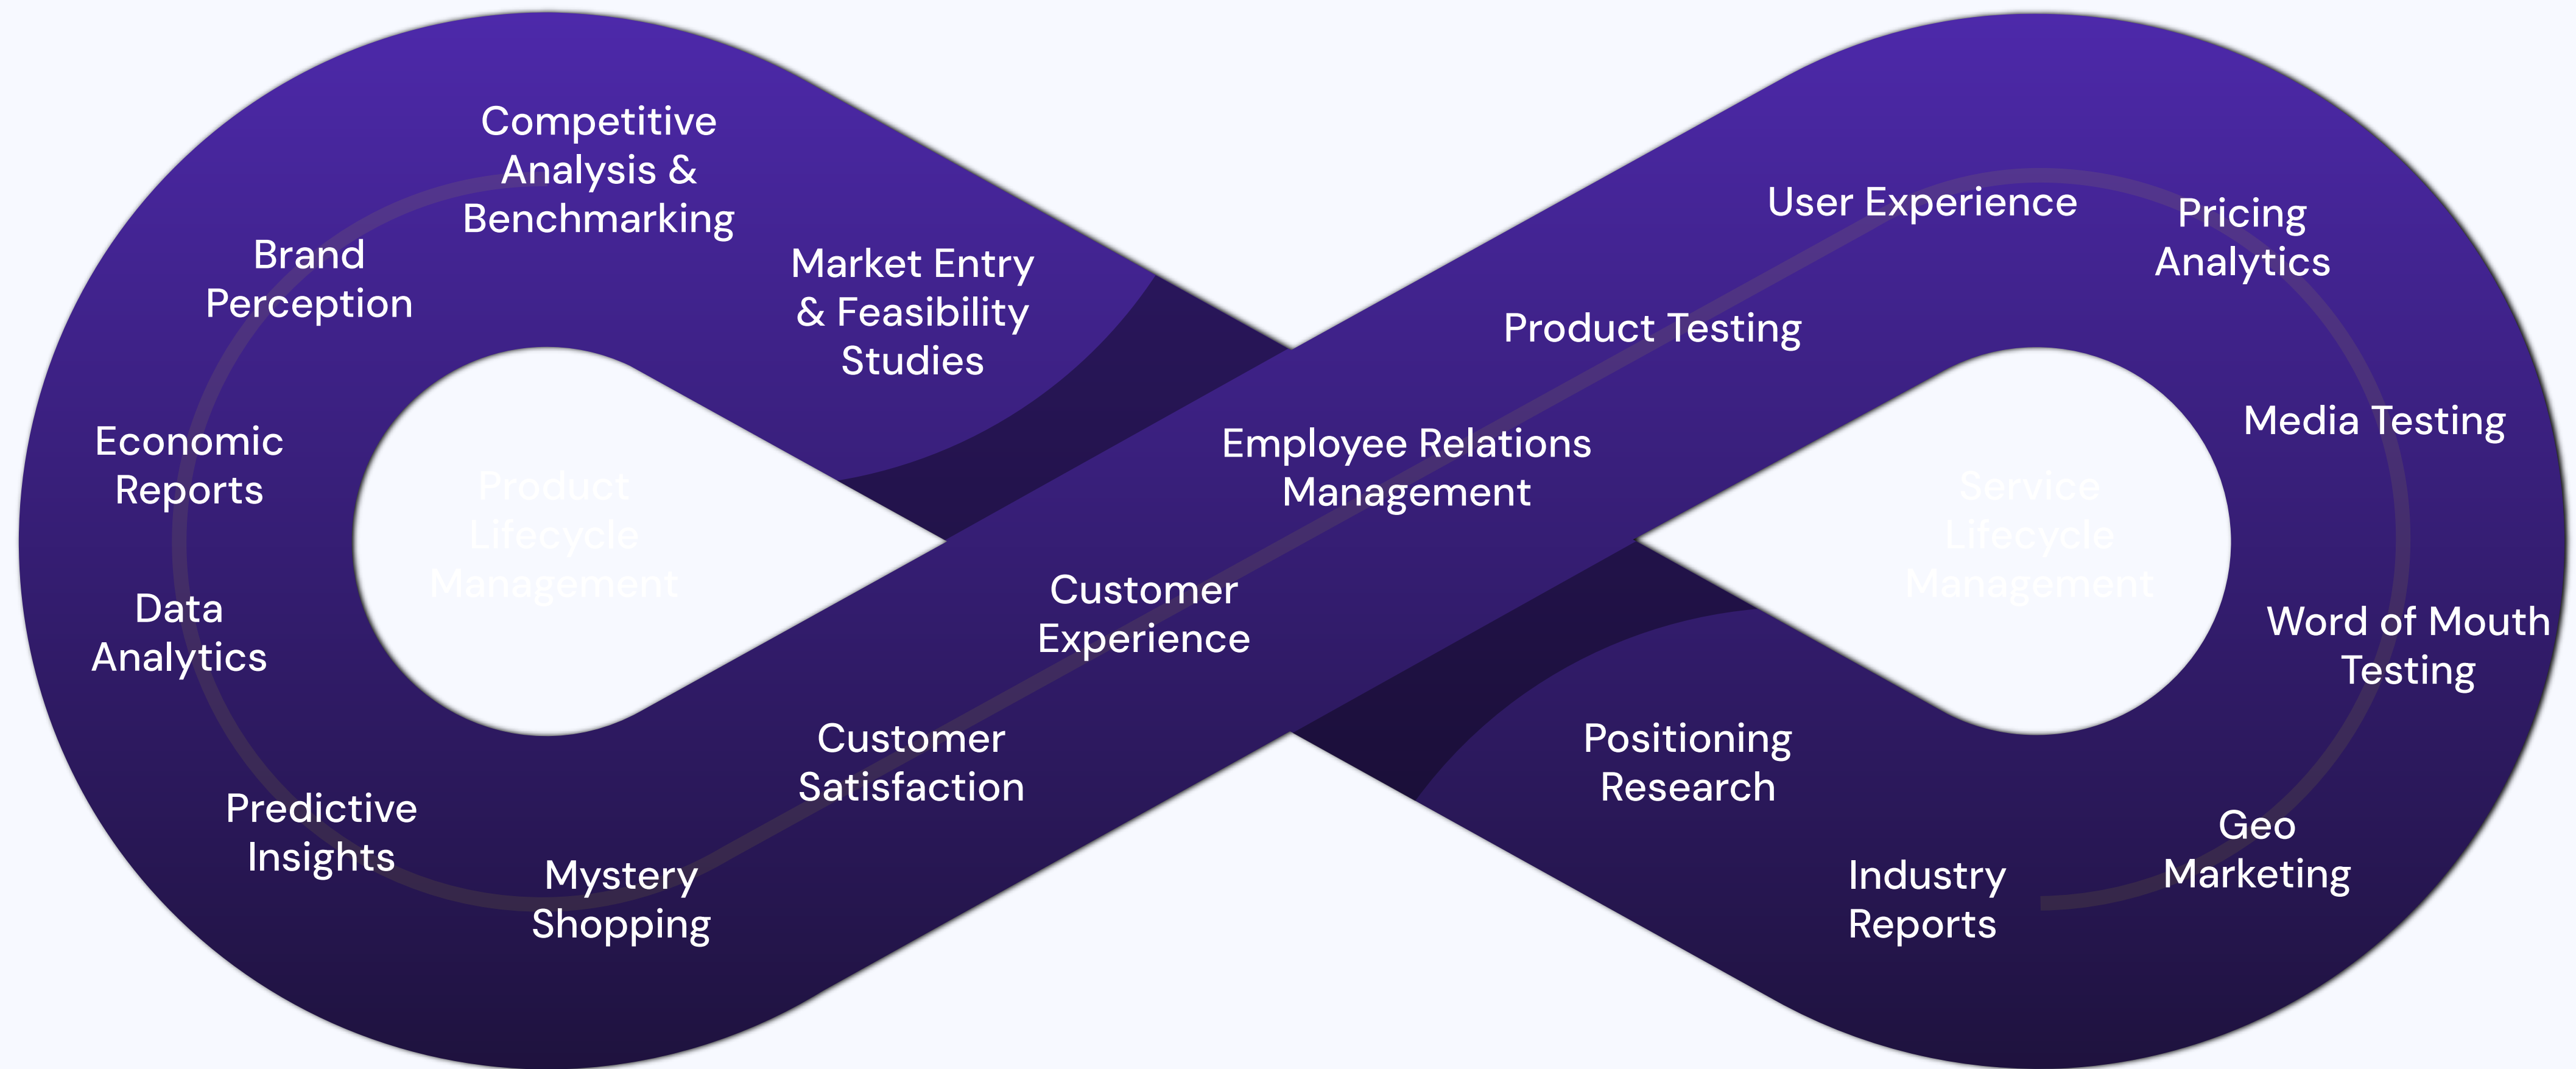 Competitive
Analysis &
Benchmarking
Market Entry
& Feasibility
Studies
Brand
Perception
Economic
Reports
Data
Analytics
Predictive
Insights
Mystery
Shopping
Customer
Satisfaction
Customer
Experience
Employee Relations
Management
Product Testing
User Experience
Pricing
Analytics
Media Testing
Word of Mouth
Testing
Geo
Marketing
Industry
Reports
Positioning
Research
Product
Lifecycle
Management
Service
Lifecycle
Management